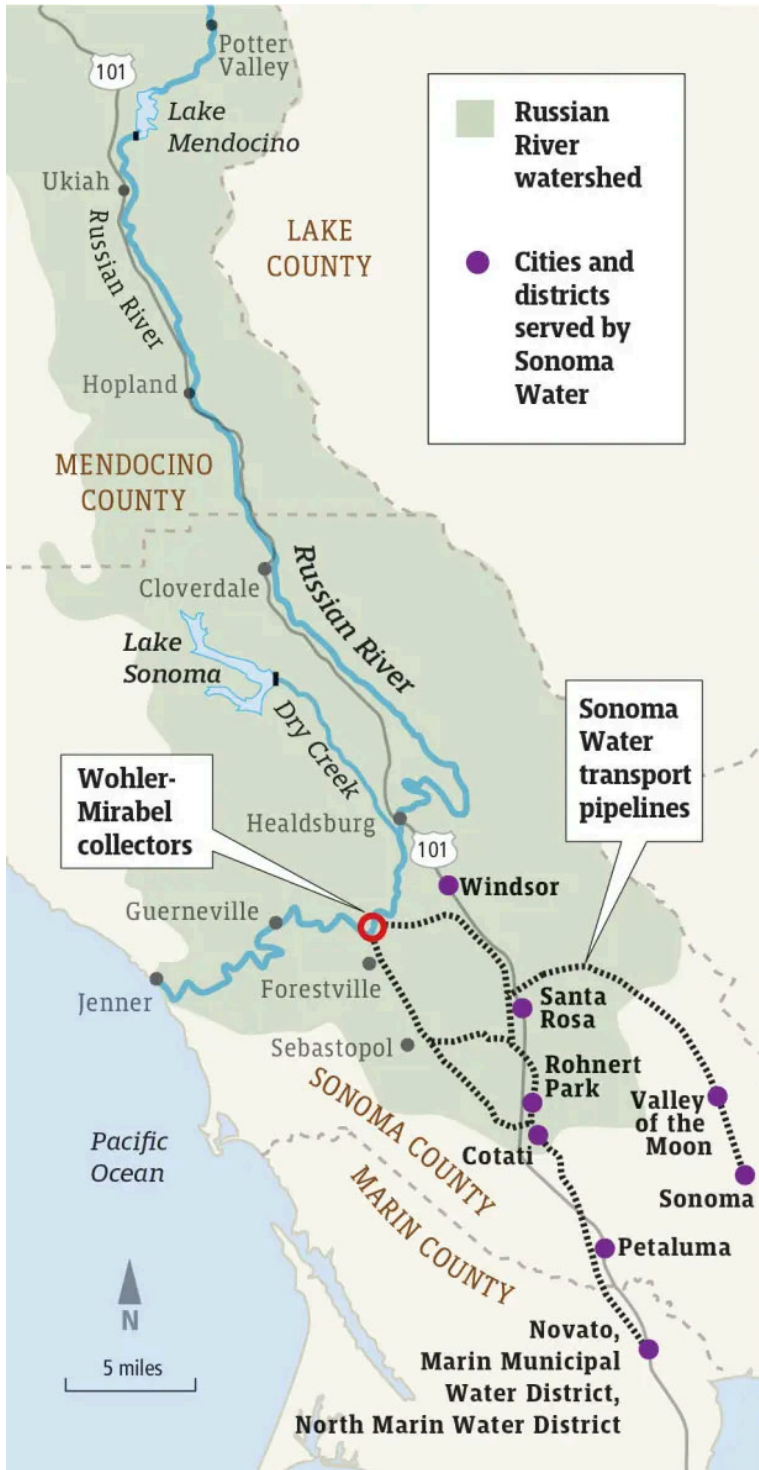 Potter
Valley
101
Lake
Mendocino
Ukiah
Russian River
LAKE
COUNTY
Russian
River
watershed
Cities and
districts
served by
Sonoma
Water
Hopland
MENDOCINO
COUNTY
Cloverdale
Russian River
Lake
Sonoma
Dry Creek
Sonoma
Water
transport
pipelines
Wohler-
Mirabel
collectors
Healdsburg
101
Windsor
Guerneville
Jenner
Forestville
Santa
Rosa
Sebastopol
Rohnert
Park
Valley
of the
Moon
SONOMA COUNTY
Cotati
Sonoma
Pacific
Ocean
MARIN COUNTY
Petaluma
N
5 miles
Novato,
Marin Municipal
Water District,
North Marin Water District